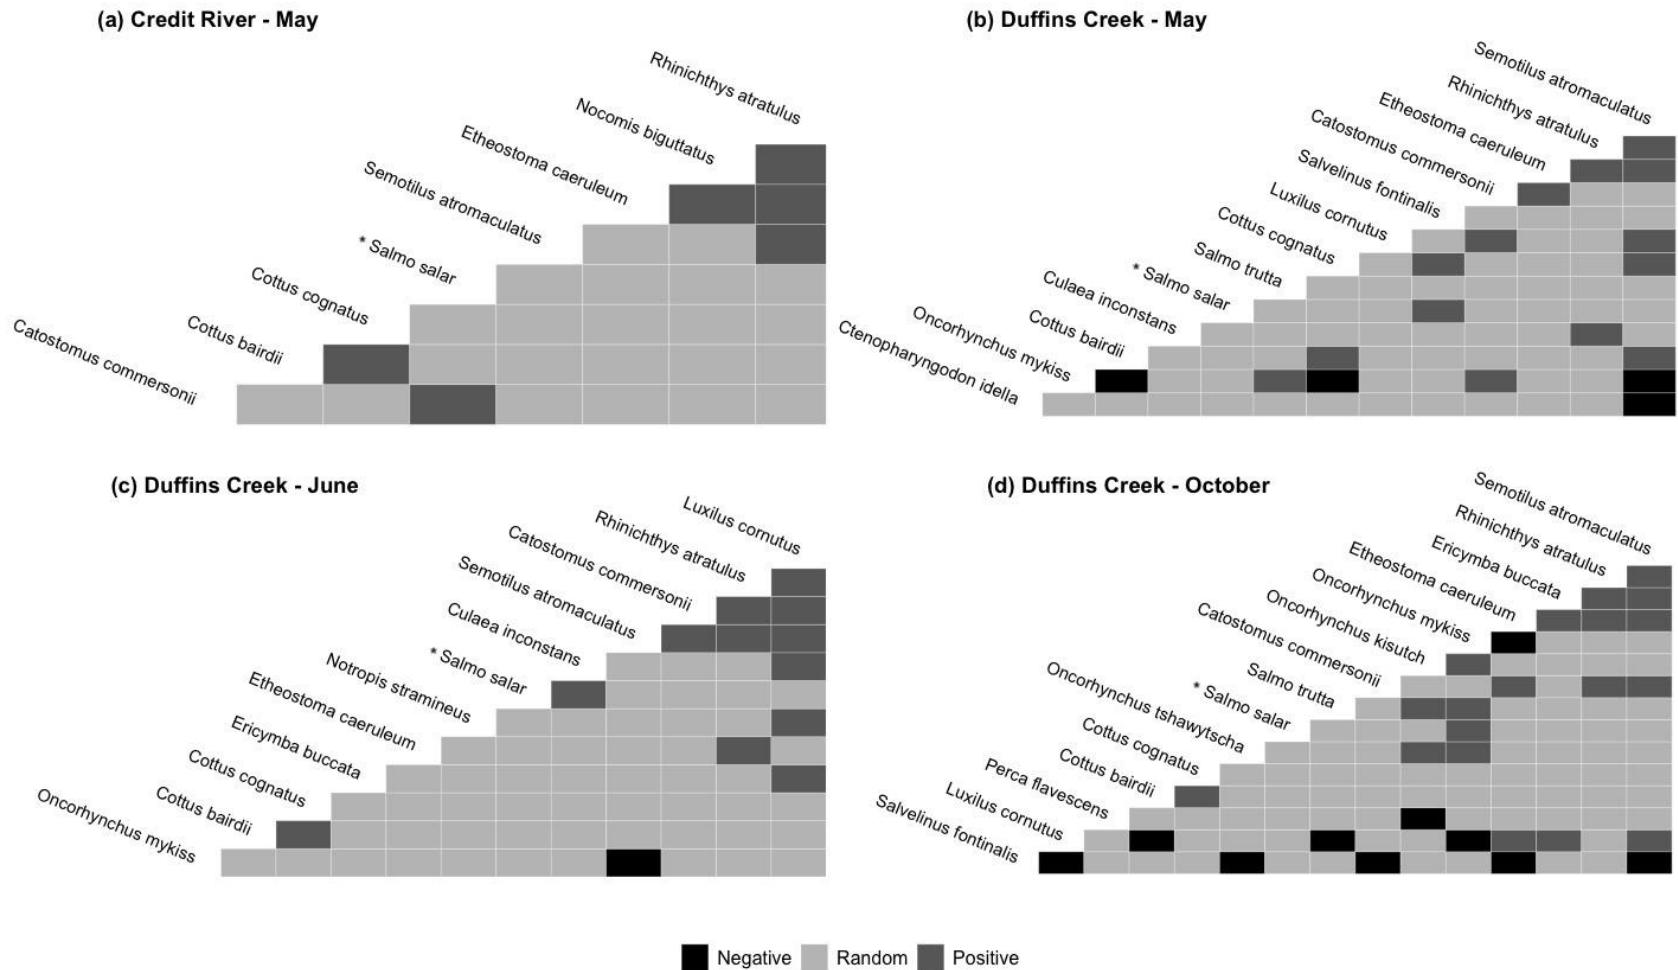 (a) Credit River - May
Rhinichthys atratulus
Nocomis biguttatus
Etheostoma caeruleum
Semotilus atromaculatus
* Salmo salar
Cottus cognatus
Cottus bairdii
Catostomus commersonii
(b) Duffins Creek - May
Semotilus atromaculatus
Rhinichthys atratulus
Etheostoma caeruleum
Catostomus commersonii
Salvelinus fontinalis
Luxilus cornutus
Cottus cognatus
Salmo trutta
* Salmo salar
Culaea inconstans
Cottus bairdii
Oncorhynchus mykiss
Ctenopharyngodon idella
(c) Duffins Creek - June
Luxilus cornutus
Rhinichthys atratulus
Catostomus commersonii
Semotilus atromaculatus
Culaea inconstans
* Salmo salar
Notropis stramineus
Etheostoma caeruleum
Ericymba buccata
Cottus cognatus
Cottus bairdii
Oncorhynchus mykiss
(d) Duffins Creek - October
Semotilus atromaculatus
Rhinichthys atratulus
Ericymba buccata
Etheostoma caeruleum
Oncorhynchus mykiss
Oncorhynchus kisutch
Catostomus commersonii
Salmo trutta
* Salmo salar
Oncorhynchus tshawytscha
Cottus cognatus
Cottus bairdii
Perca flavescens
Luxilus cornutus
Salvelinus fontinalis
Negative Random Positive